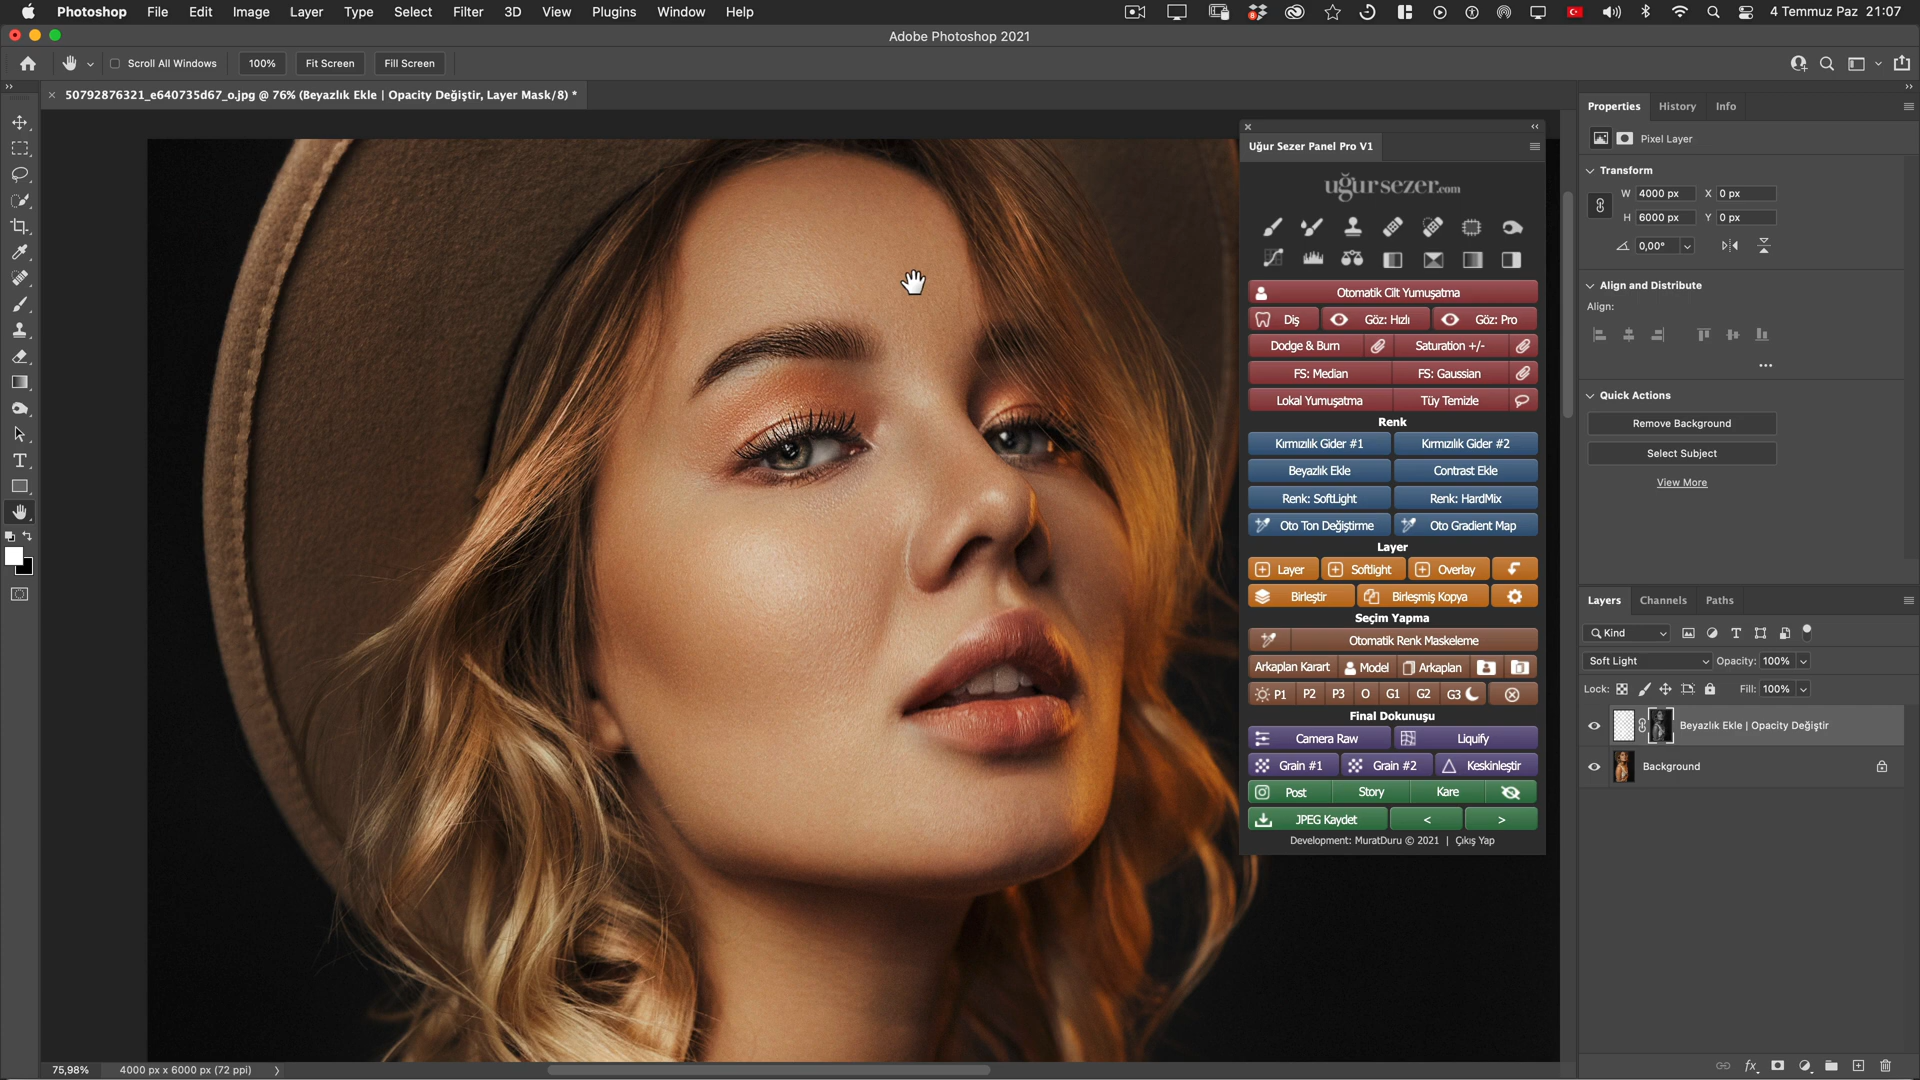 Photoshop File Edit Image Layer Type Select Filter 3D View Plugins Window Help 4 Temmuz Paz 21:07
Adobe Photoshop 2021
Scroll All Windows 100% Fit Screen Fill Screen
50792876321_e640735d67_o.jpg @ 76% (Beyazlık Ekle | Opacity Değiştir, Layer Mask/8) *
Uğur Sezer Panel Pro V1
uğursezer.com
Otomatik Cilt Yumuşatma
Diş Göz: Hızlı Göz: Pro
Dodge & Burn Saturation +/-
FS: Median FS: Gaussian
Lokal Yumuşatma Tüy Temizle
Renk
Kırmızılık Gider #1 Kırmızılık Gider #2
Beyazlık Ekle Contrast Ekle
Renk: SoftLight Renk: HardMix
Oto Ton Değiştirme Oto Gradient Map
Layer
Layer Softlight Overlay
Birleştir Birleşmiş Kopya
Seçim Yapma
Otomatik Renk Maskeleme
Arkaplan Karart Model Arkaplan
P1 P2 P3 O G1 G2 G3
Final Dokunuşu
Camera Raw Liquify
Grain #1 Grain #2 Keskinleştir
Post Story Kare
JPEG Kaydet < >
Development: MuratDuru © 2021 | Çıkış Yap
Properties History Info
Pixel Layer
Transform
W 4000 px X 0 px
H 6000 px Y 0 px
0,00°
Align and Distribute
Align:
Quick Actions
Remove Background
Select Subject
View More
Layers Channels Paths
Kind
Soft Light Opacity: 100%
Lock: Fill: 100%
Beyazlık Ekle | Opacity Değiştir
Background
75,98% 4000 px x 6000 px (72 ppi)